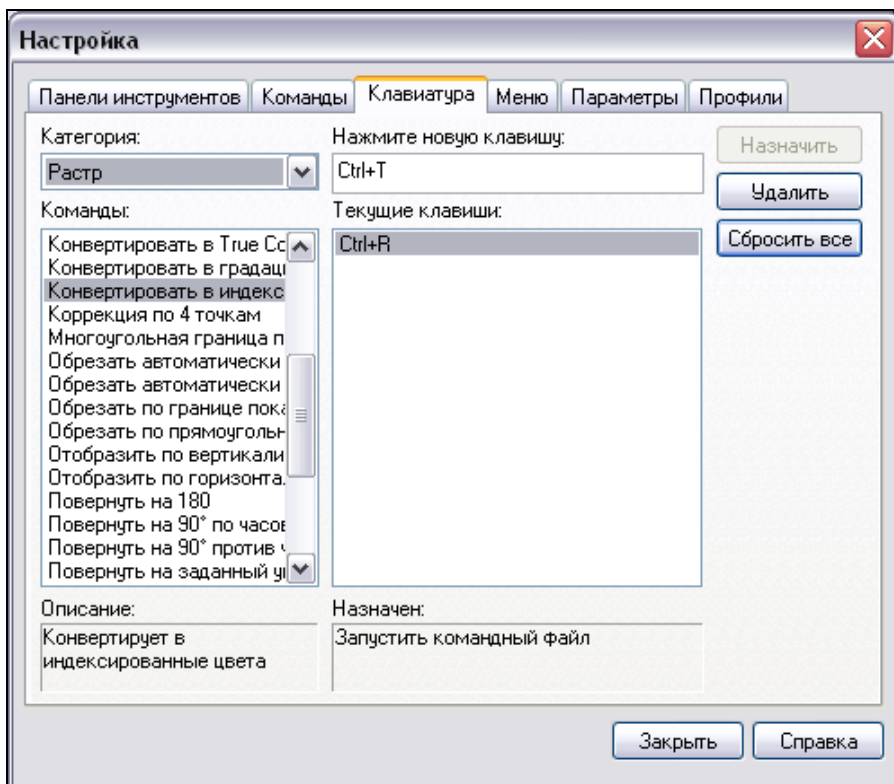 Настройка
Панели инструментов Команды Клавиатура Меню Параметры Профили
Категория:
Растр
Команды:
Конвертировать в True Co
Конвертировать в градаци
Конвертировать в индекс
Коррекция по 4 точкам
Многоугольная граница п
Обрезать автоматически
Обрезать автоматически
Обрезать по границе пока
Обрезать по прямоугольн
Отобразить по вертикали
Отобразить по горизонта.
Повернуть на 180
Повернуть на 90° по часов
Повернуть на 90° против ч
Повернуть на заданный уг
Описание:
Конвертирует в
индексированные цвета
Нажмите новую клавишу:
Ctrl+T
Текущие клавиши:
Ctrl+R
Назначен:
Запустить командный файл
Назначить
Удалить
Сбросить все
Закрыть Справка